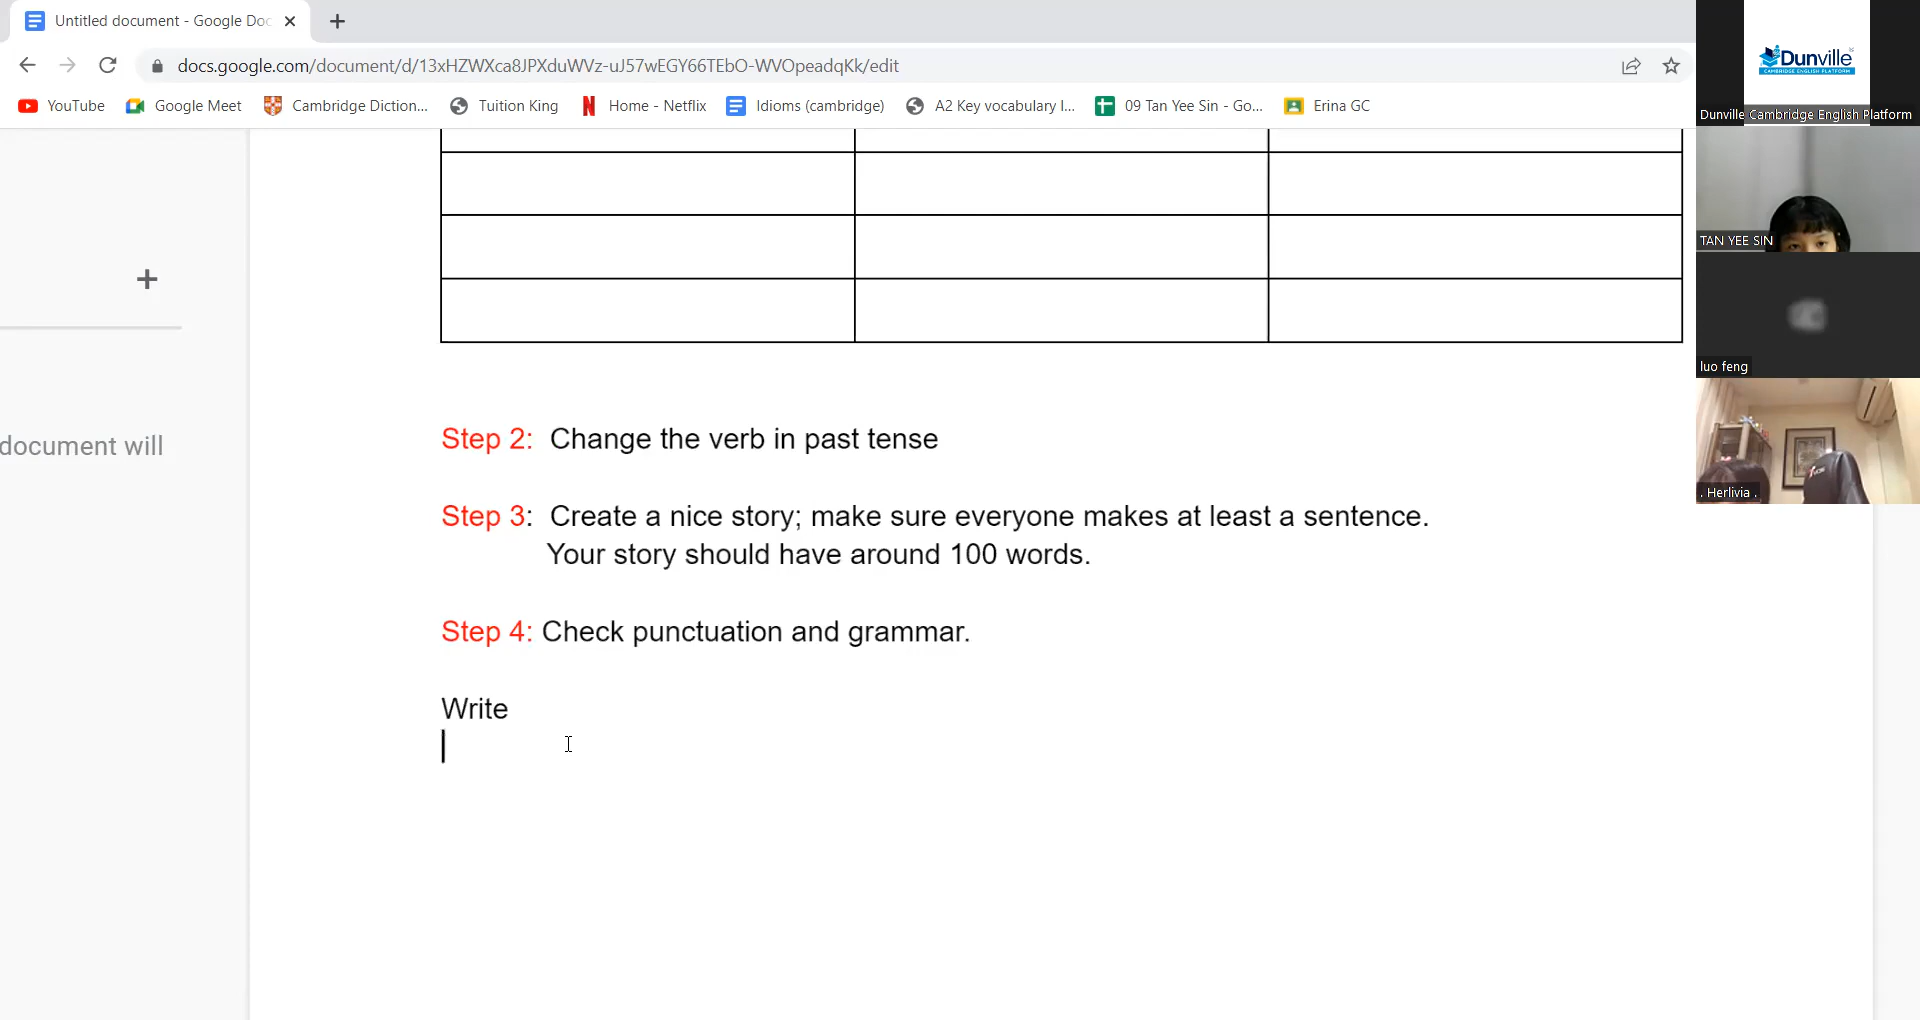 Untitled document - Google Doc
docs.google.com/document/d/13xHZWXca8JPXduWVz-uJ57wEGY66TEbO-WVOpeadqKk/edit
YouTube Google Meet Cambridge Diction... Tuition King Home - Netflix Idioms (cambridge) A2 Key vocabulary l... 09 Tan Yee Sin - Go... Erina GC
Dunville
CAMBRIDGE ENGLISH PLATFORM
Dunville Cambridge English Platform
TAN YEE SIN
luo feng
. Herlivia .
document will
Step 2: Change the verb in past tense
Step 3: Create a nice story; make sure everyone makes at least a sentence.
Your story should have around 100 words.
Step 4: Check punctuation and grammar.
Write